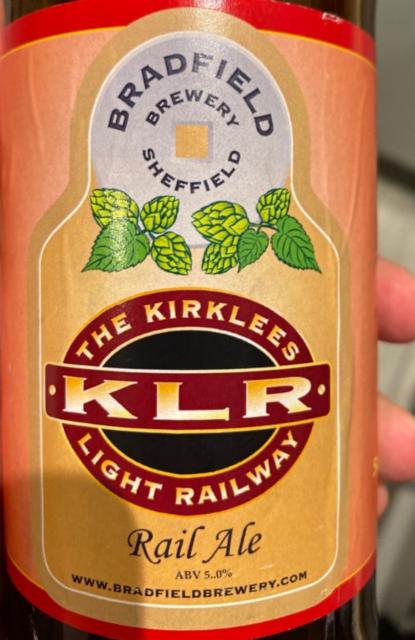 BRADFIELD
BREWERY
SHEFFIELD
THE KIRKLEES
KLR
LIGHT RAILWAY
Rail Ale
ABV 5..0%
WWW.BRADFIELDBREWERY.COM